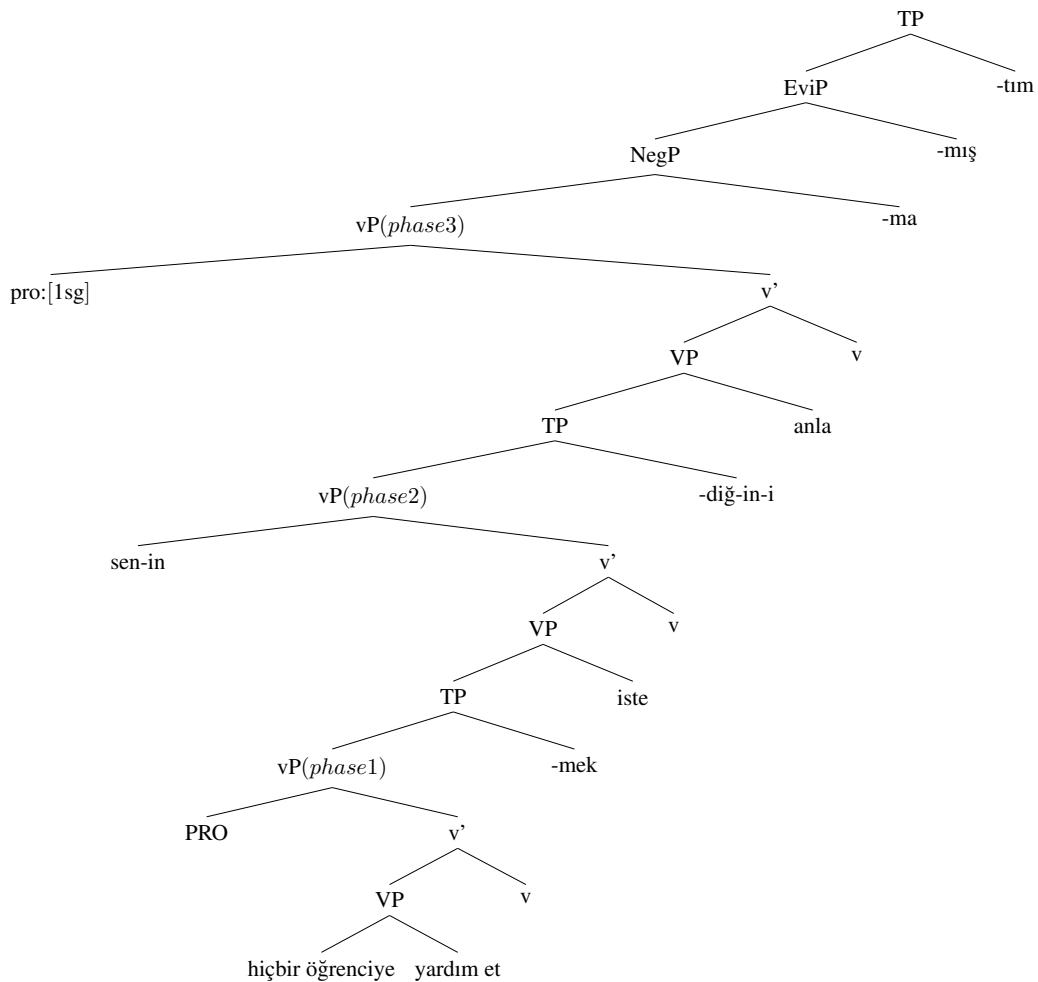 TP
EviP -tım
NegP -mış
vP(phase3) -ma
pro:[1sg] v'
VP v
TP anla
vP(phase2) -diğ-in-i
sen-in v'
VP v
TP iste
vP(phase1) -mek
PRO v'
VP v
hiçbir öğrenciye yardım et